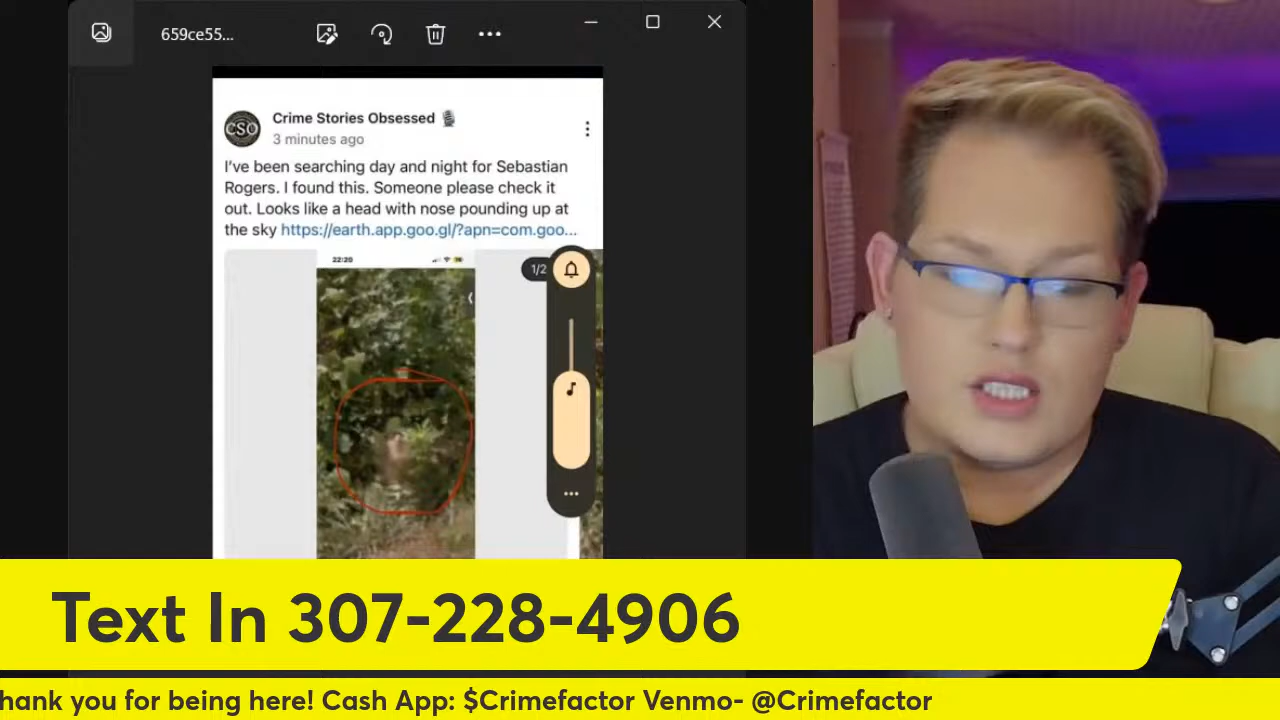 659ce55...
CSO
Crime Stories Obsessed
3 minutes ago
I've been searching day and night for Sebastian
Rogers. I found this. Someone please check it
out. Looks like a head with nose pounding up at
the sky https://earth.app.goo.gl/?apn=com.goo...
22:20
1/2
Text In 307-228-4906
hank you for being here! Cash App: $Crimefactor Venmo- @Crimefactor